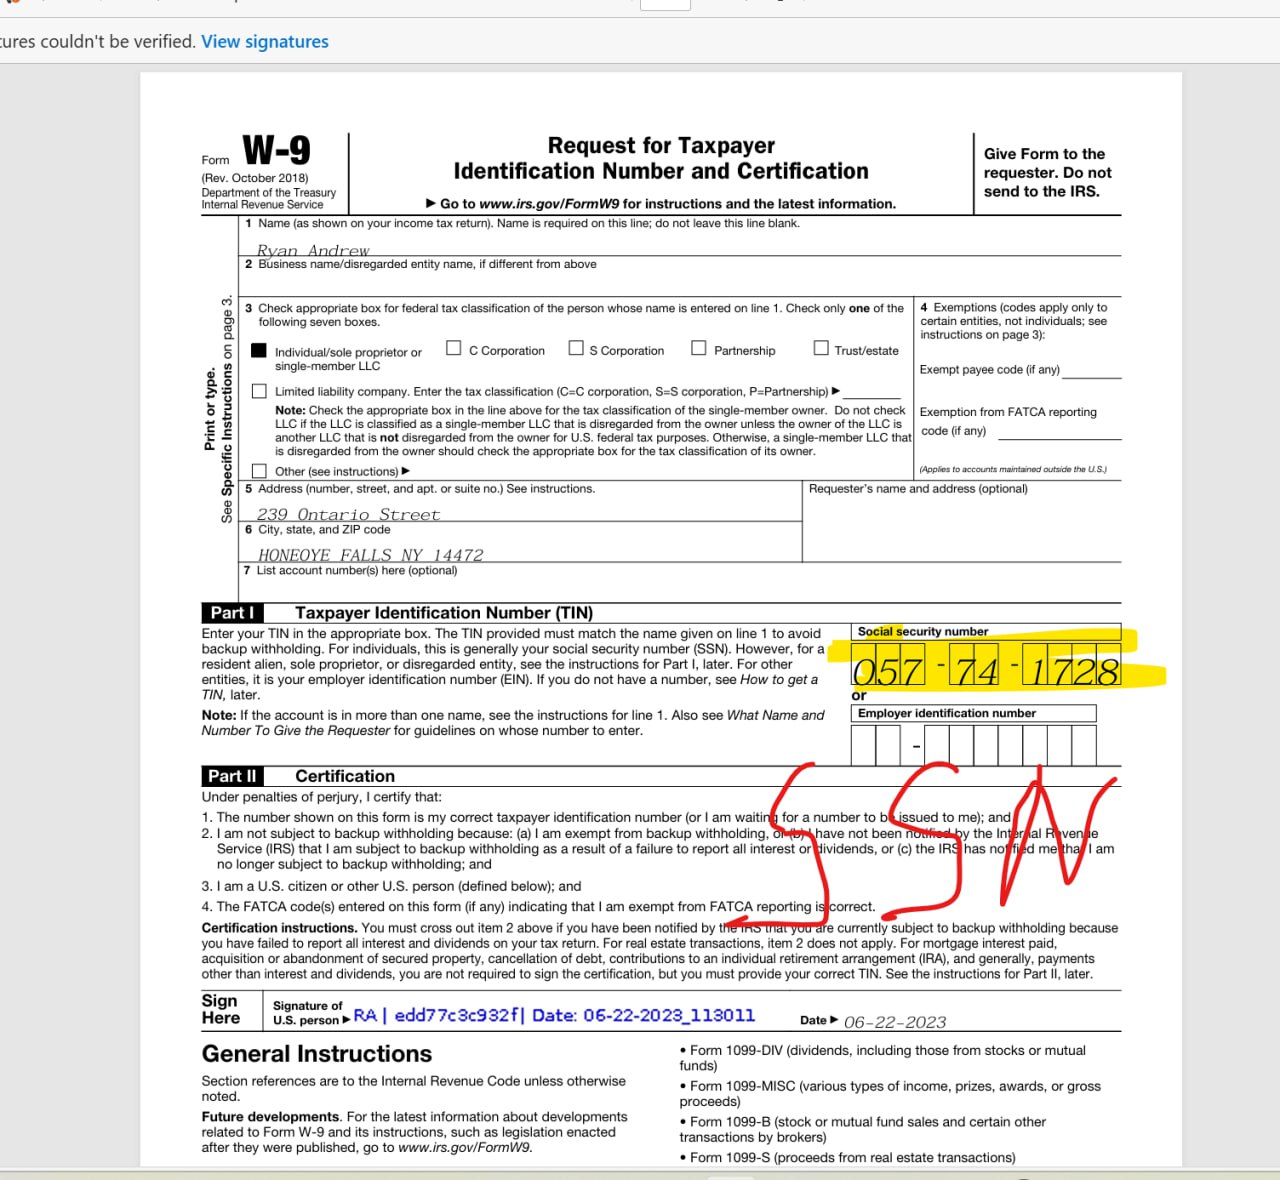 tures couldn't be verified. View signatures
Form W-9
(Rev. October 2018)
Department of the Treasury
Internal Revenue Service
Request for Taxpayer
Identification Number and Certification
▶ Go to www.irs.gov/FormW9 for instructions and the latest information.
Give Form to the
requester. Do not
send to the IRS.
Print or type.
See Specific Instructions on page 3.
1 Name (as shown on your income tax return). Name is required on this line; do not leave this line blank.
Ryan Andrew
2 Business name/disregarded entity name, if different from above
3 Check appropriate box for federal tax classification of the person whose name is entered on line 1. Check only one of the
following seven boxes.
Individual/sole proprietor or
single-member LLC
C Corporation
S Corporation
Partnership
Trust/estate
Limited liability company. Enter the tax classification (C=C corporation, S=S corporation, P=Partnership) ▶
Note: Check the appropriate box in the line above for the tax classification of the single-member owner. Do not check
LLC if the LLC is classified as a single-member LLC that is disregarded from the owner unless the owner of the LLC is
another LLC that is not disregarded from the owner for U.S. federal tax purposes. Otherwise, a single-member LLC that
is disregarded from the owner should check the appropriate box for the tax classification of its owner.
Other (see instructions) ▶
4 Exemptions (codes apply only to
certain entities, not individuals; see
instructions on page 3):
Exempt payee code (if any)
Exemption from FATCA reporting
code (if any)
(Applies to accounts maintained outside the U.S.)
5 Address (number, street, and apt. or suite no.) See instructions.
239 Ontario Street
Requester's name and address (optional)
6 City, state, and ZIP code
HONEOYE FALLS NY 14472
7 List account number(s) here (optional)
Part I Taxpayer Identification Number (TIN)
Enter your TIN in the appropriate box. The TIN provided must match the name given on line 1 to avoid
backup withholding. For individuals, this is generally your social security number (SSN). However, for a
resident alien, sole proprietor, or disregarded entity, see the instructions for Part I, later. For other
entities, it is your employer identification number (EIN). If you do not have a number, see How to get a
TIN, later.
Note: If the account is in more than one name, see the instructions for line 1. Also see What Name and
Number To Give the Requester for guidelines on whose number to enter.
Social security number
057 - 74 - 1728
or
Employer identification number
-
SSN
Part II Certification
Under penalties of perjury, I certify that:
1. The number shown on this form is my correct taxpayer identification number (or I am waiting for a number to be issued to me); and
2. I am not subject to backup withholding because: (a) I am exempt from backup withholding, or (b) I have not been notified by the Internal Revenue
Service (IRS) that I am subject to backup withholding as a result of a failure to report all interest or dividends, or (c) the IRS has notified me that I am
no longer subject to backup withholding; and
3. I am a U.S. citizen or other U.S. person (defined below); and
4. The FATCA code(s) entered on this form (if any) indicating that I am exempt from FATCA reporting is correct.
Certification instructions. You must cross out item 2 above if you have been notified by the IRS that you are currently subject to backup withholding because
you have failed to report all interest and dividends on your tax return. For real estate transactions, item 2 does not apply. For mortgage interest paid,
acquisition or abandonment of secured property, cancellation of debt, contributions to an individual retirement arrangement (IRA), and generally, payments
other than interest and dividends, you are not required to sign the certification, but you must provide your correct TIN. See the instructions for Part II, later.
Sign
Here
Signature of
U.S. person ▶ RA | edd77c3c932f| Date: 06-22-2023_113011
Date ▶ 06-22-2023
General Instructions
Section references are to the Internal Revenue Code unless otherwise
noted.
Future developments. For the latest information about developments
related to Form W-9 and its instructions, such as legislation enacted
after they were published, go to www.irs.gov/FormW9.
• Form 1099-DIV (dividends, including those from stocks or mutual
funds)
• Form 1099-MISC (various types of income, prizes, awards, or gross
proceeds)
• Form 1099-B (stock or mutual fund sales and certain other
transactions by brokers)
• Form 1099-S (proceeds from real estate transactions)